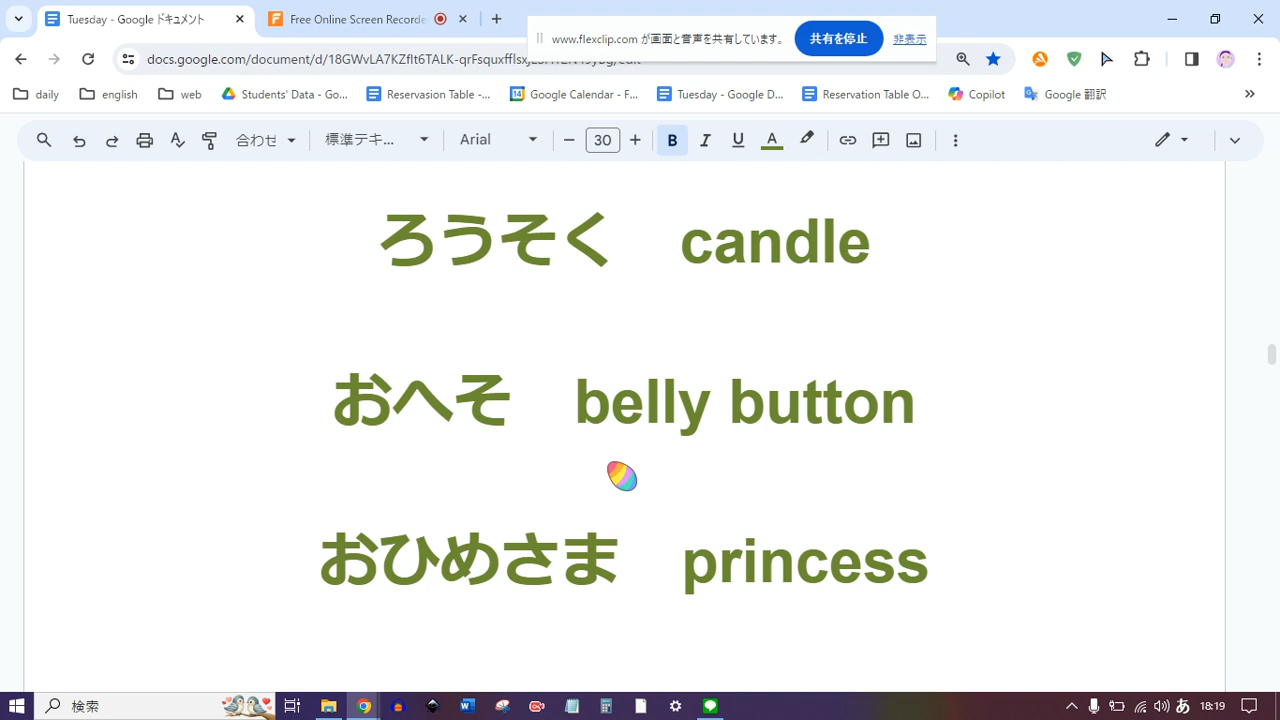 Tuesday - Google ドキュメント
Free Online Screen Recorde
www.flexclip.com が画面と音声を共有しています。
共有を停止
非表示
daily
english
web
Students' Data - Go...
Reservasion Table -...
Google Calendar - F...
Tuesday - Google D...
Reservation Table O...
Copilot
Google 翻訳
合わせ
標準テキ...
Arial
30
ろうそく candle
おへそ belly button
おひめさま princess
検索
あ
18:19